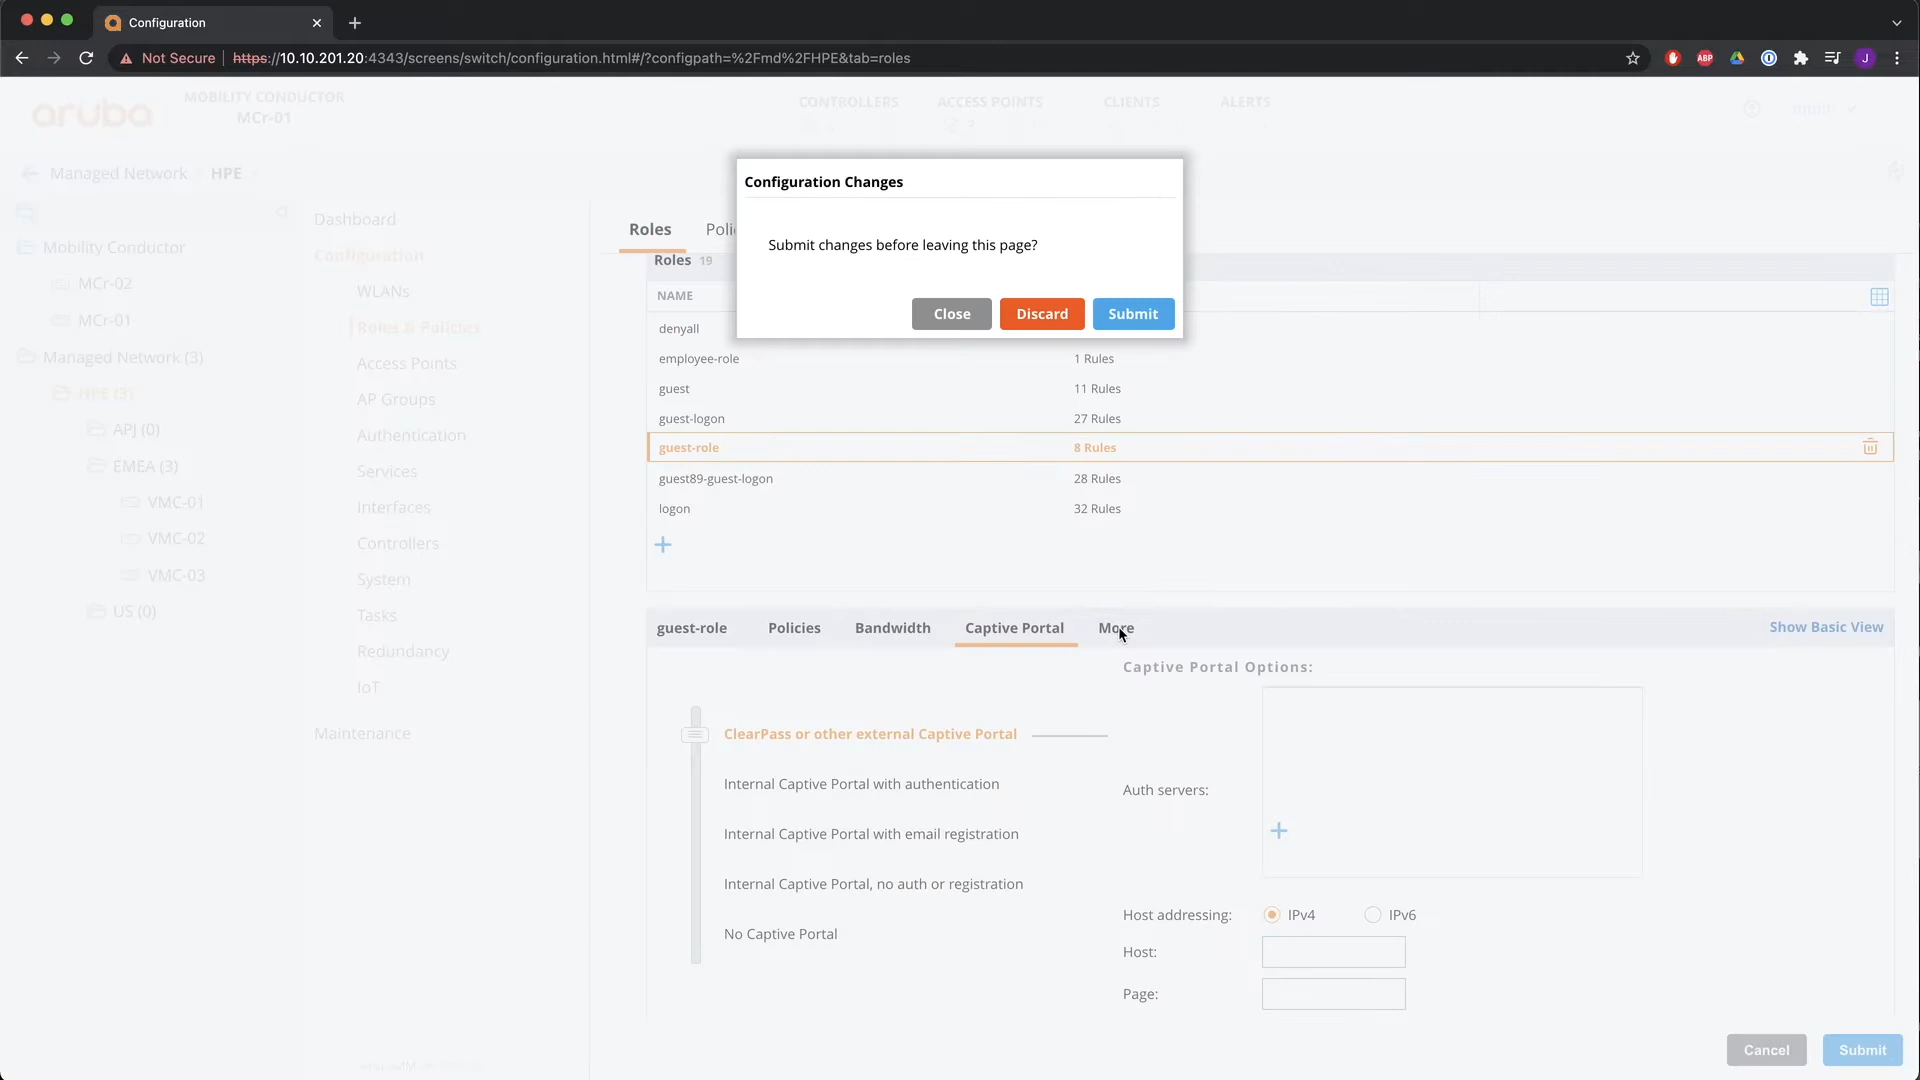 Configuration
Not Secure | https://10.10.201.20:4343/screens/switch/configuration.html#/?configpath=%2Fmd%2FHPE&tab=roles
ABP
J
aruba
MOBILITY CONDUCTOR
MCr-01
CONTROLLERS
ACCESS POINTS
CLIENTS
ALERTS
Managed Network
HPE
Mobility Conductor
MCr-02
MCr-01
Managed Network (3)
HPE (3)
APJ (0)
EMEA (3)
VMC-01
VMC-02
VMC-03
US (0)
Dashboard
Configuration
WLANs
Roles & Policies
Access Points
AP Groups
Authentication
Services
Interfaces
Controllers
System
Tasks
Redundancy
IoT
Maintenance
Configuration Changes
Submit changes before leaving this page?
Close
Discard
Submit
Roles
Poli
Roles 19
NAME
denyall
employee-role 1 Rules
guest 11 Rules
guest-logon 27 Rules
guest-role 8 Rules
guest89-guest-logon 28 Rules
logon 32 Rules
guest-role
Policies
Bandwidth
Captive Portal
More
Show Basic View
Captive Portal Options:
ClearPass or other external Captive Portal
Internal Captive Portal with authentication
Internal Captive Portal with email registration
Internal Captive Portal, no auth or registration
No Captive Portal
Auth servers:
Host addressing: IPv4 IPv6
Host:
Page:
Cancel
Submit